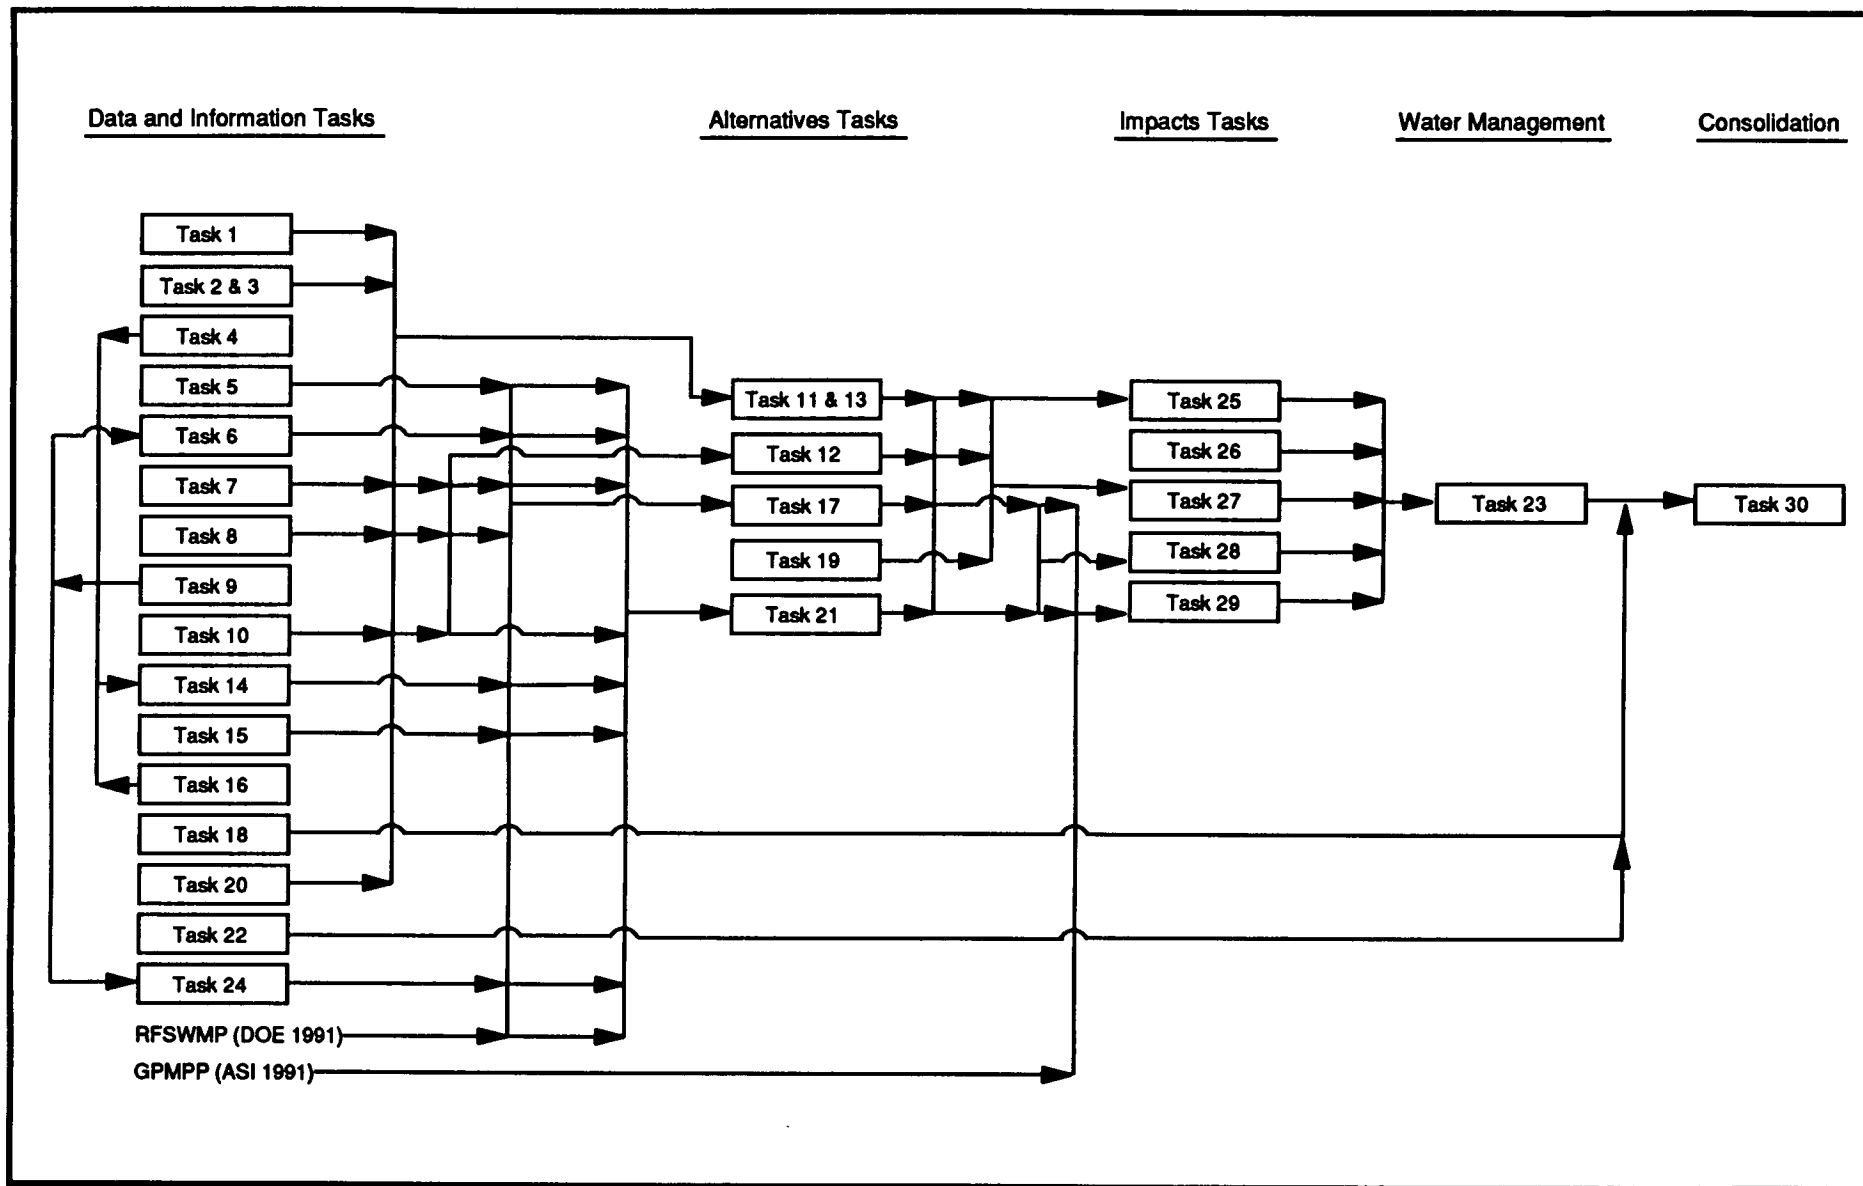 Data and Information Tasks
Alternatives Tasks
Impacts Tasks
Water Management
Consolidation
Task 1
Task 2 & 3
Task 4
Task 5
Task 6
Task 7
Task 8
Task 9
Task 10
Task 14
Task 15
Task 16
Task 18
Task 20
Task 22
Task 24
RFSWMP (DOE 1991)
GPMPP (ASI 1991)
Task 11 & 13
Task 12
Task 17
Task 19
Task 21
Task 25
Task 26
Task 27
Task 28
Task 29
Task 23
Task 30